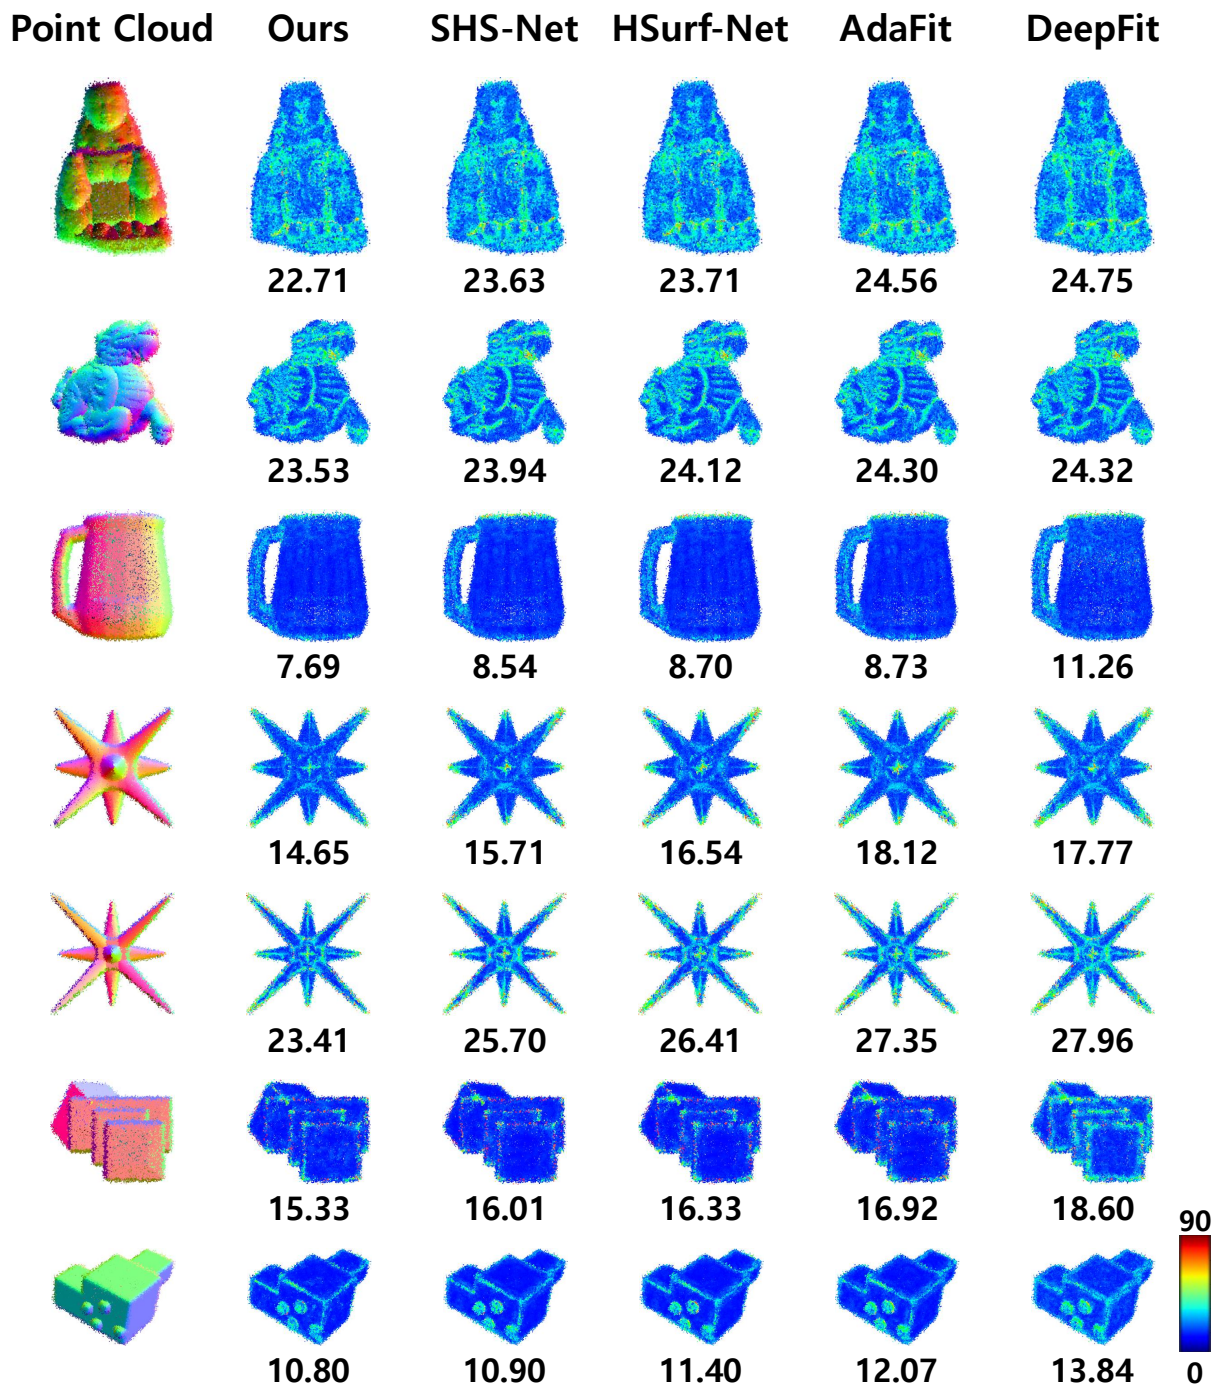 Point Cloud Ours SHS-Net HSurf-Net AdaFit DeepFit
22.71 23.63 23.71 24.56 24.75
23.53 23.94 24.12 24.30 24.32
7.69 8.54 8.70 8.73 11.26
14.65 15.71 16.54 18.12 17.77
23.41 25.70 26.41 27.35 27.96
15.33 16.01 16.33 16.92 18.60
90
10.80 10.90 11.40 12.07 13.84 0